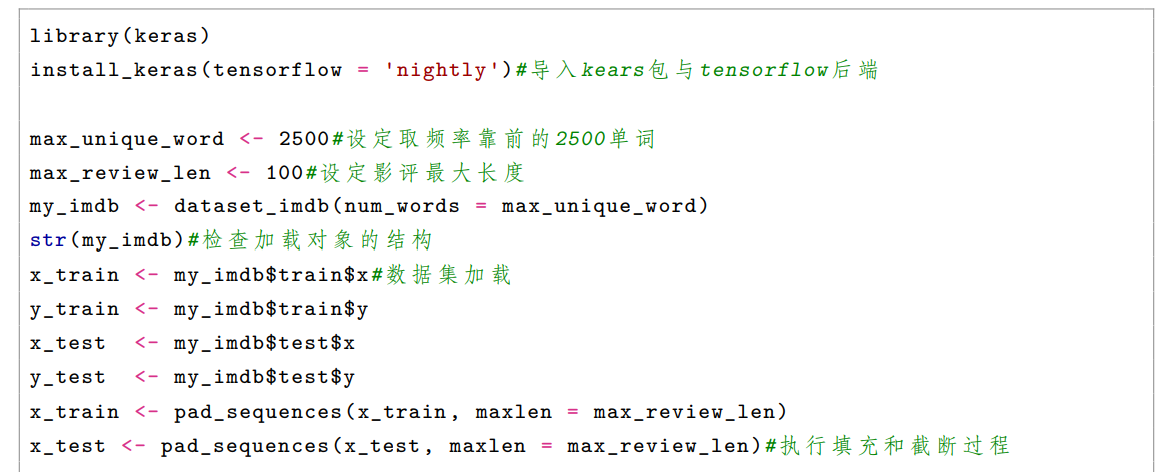 library(keras)
install_keras(tensorflow = 'nightly')#导入kears包与tensorflow后端
max_unique_word <- 2500#设定取频率靠前的2500单词
max_review_len <- 100#设定影评最大长度
my_imdb <- dataset_imdb(num_words = max_unique_word)
str(my_imdb)#检查加载对象的结构
x_train <- my_imdb$train$x#数据集加载
y_train <- my_imdb$train$y
x_test  <- my_imdb$test$x
y_test  <- my_imdb$test$y
x_train <- pad_sequences(x_train, maxlen = max_review_len)
x_test <- pad_sequences(x_test, maxlen = max_review_len)#执行填充和截断过程